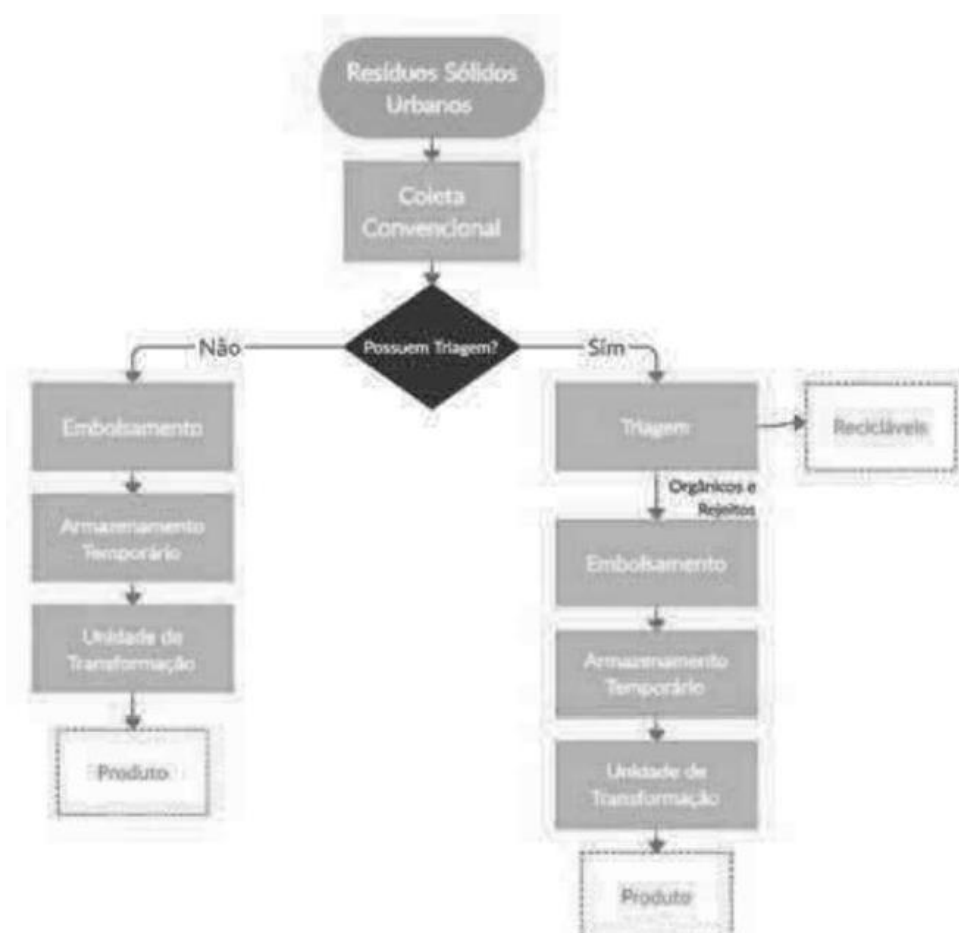 Resíduos Sólidos
Urbanos
Coleta
Convencional
Possuem Triagem?
Não
Sim
Embolsamento
Armazenamento
Temporário
Unidade de
Transformação
Produto
Triagem
Recicláveis
Orgânicos e
Rejeitos
Embolsamento
Armazenamento
Temporário
Unidade de
Transformação
Produto